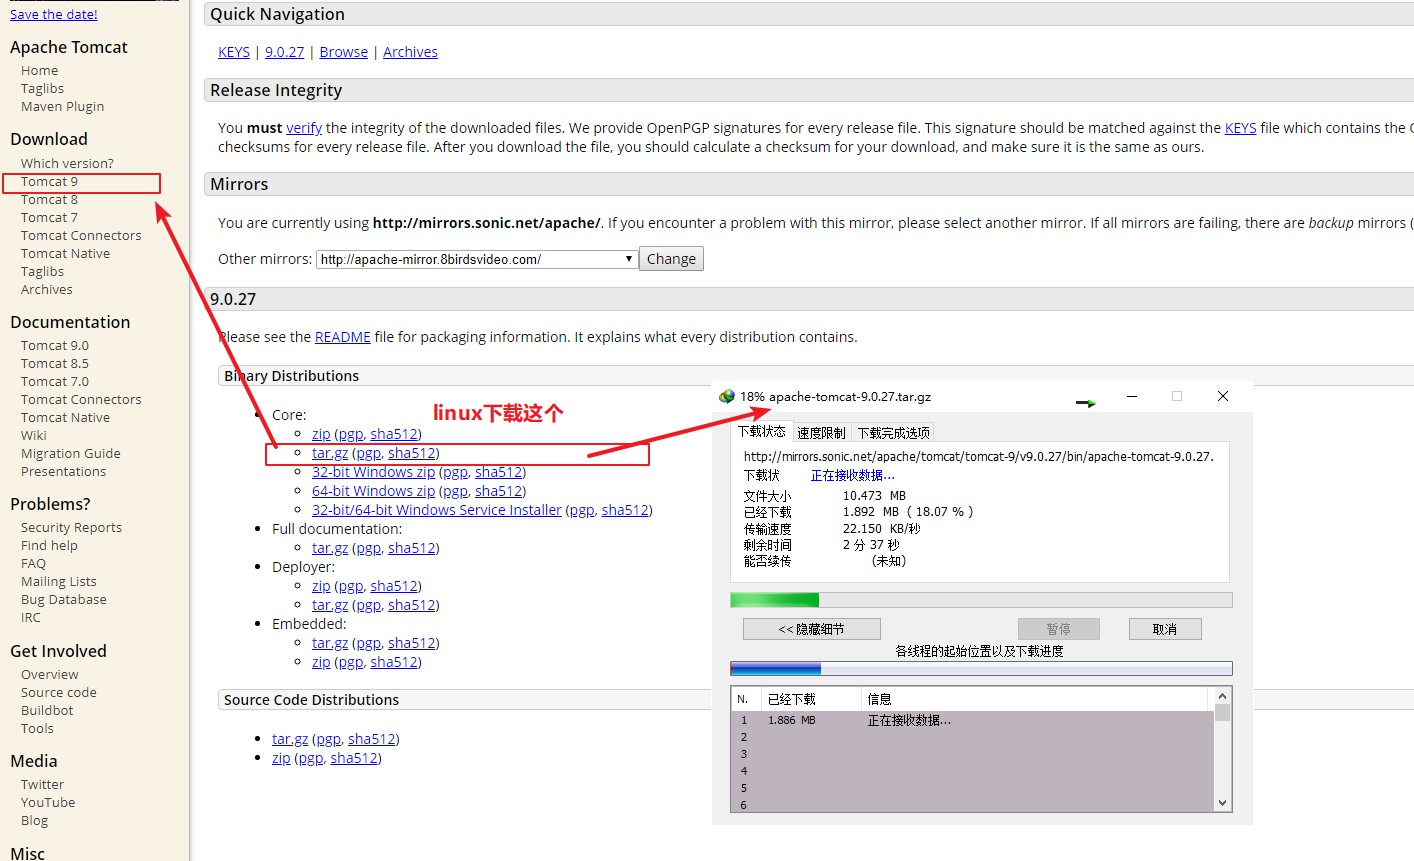 Save the date!
Apache Tomcat
Home
Taglibs
Maven Plugin
Download
Which version?
Tomcat 9
Tomcat 8
Tomcat 7
Tomcat Connectors
Tomcat Native
Taglibs
Archives
Documentation
Tomcat 9.0
Tomcat 8.5
Tomcat 7.0
Tomcat Connectors
Tomcat Native
Wiki
Migration Guide
Presentations
Problems?
Security Reports
Find help
FAQ
Mailing Lists
Bug Database
IRC
Get Involved
Overview
Source code
Buildbot
Tools
Media
Twitter
YouTube
Blog
Misc
Quick Navigation
KEYS | 9.0.27 | Browse | Archives
Release Integrity
You must verify the integrity of the downloaded files. We provide OpenPGP signatures for every release file. This signature should be matched against the KEYS file which contains the
checksums for every release file. After you download the file, you should calculate a checksum for your download, and make sure it is the same as ours.
Mirrors
You are currently using http://mirrors.sonic.net/apache/. If you encounter a problem with this mirror, please select another mirror. If all mirrors are failing, there are backup mirrors (
Other mirrors: http://apache-mirror.8birdsvideo.com/ Change
9.0.27
Please see the README file for packaging information. It explains what every distribution contains.
Binary Distributions
linux下载这个
Core:
zip (pgp, sha512)
tar.gz (pgp, sha512)
32-bit Windows zip (pgp, sha512)
64-bit Windows zip (pgp, sha512)
32-bit/64-bit Windows Service Installer (pgp, sha512)
Full documentation:
tar.gz (pgp, sha512)
Deployer:
zip (pgp, sha512)
tar.gz (pgp, sha512)
Embedded:
tar.gz (pgp, sha512)
zip (pgp, sha512)
Source Code Distributions
tar.gz (pgp, sha512)
zip (pgp, sha512)
18% apache-tomcat-9.0.27.tar.gz
下载状态 速度限制 下载完成选项
http://mirrors.sonic.net/apache/tomcat/tomcat-9/v9.0.27/bin/apache-tomcat-9.0.27.
下载状 正在接收数据...
文件大小 10.473 MB
已经下载 1.892 MB ( 18.07 % )
传输速度 22.150 KB/秒
剩余时间 2 分 37 秒
能否续传 (未知)
<< 隐藏细节 暂停 取消
各线程的起始位置以及下载进度
N. 已经下载 信息
1 1.886 MB 正在接收数据...
2
3
4
5
6